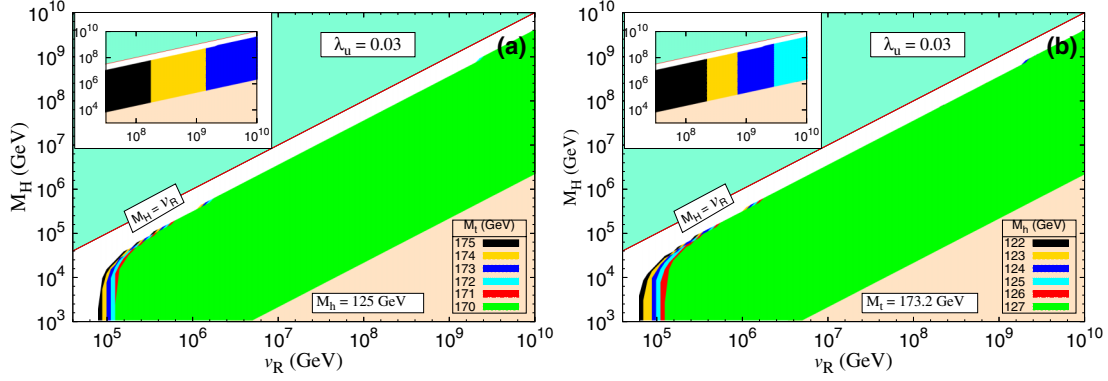 10^10
10^9
10^8
10^7
10^6
10^5
10^4
10^3
M_H (GeV)
10^10
10^8
10^6
10^4
10^8 10^9 10^10
λ_u = 0.03
(a)
M_H = v_R
M_t (GeV)
175
174
173
172
171
170
M_h = 125 GeV
10^5 10^6 10^7 10^8 10^9 10^10
v_R (GeV)
10^10
10^9
10^8
10^7
10^6
10^5
10^4
10^3
M_H (GeV)
10^10
10^8
10^6
10^4
10^8 10^9 10^10
λ_u = 0.03
(b)
M_H = v_R
M_h (GeV)
122
123
124
125
126
127
M_t = 173.2 GeV
10^5 10^6 10^7 10^8 10^9 10^10
v_R (GeV)